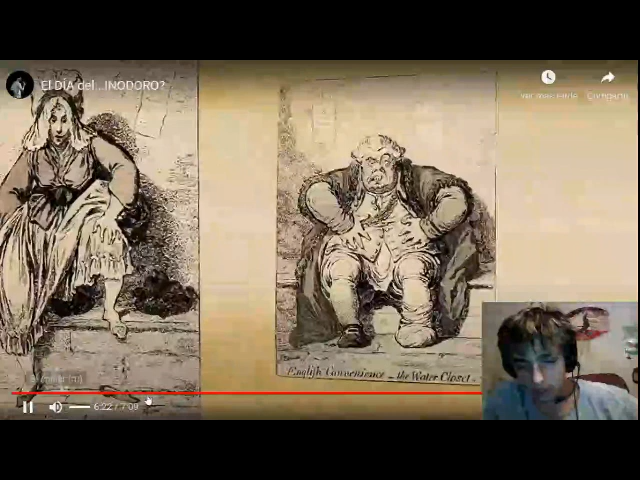 El DÍA del...INODORO?
Ver más tarde
Compartir
English Convenience - the Water Closet -
6:22 / 7:09